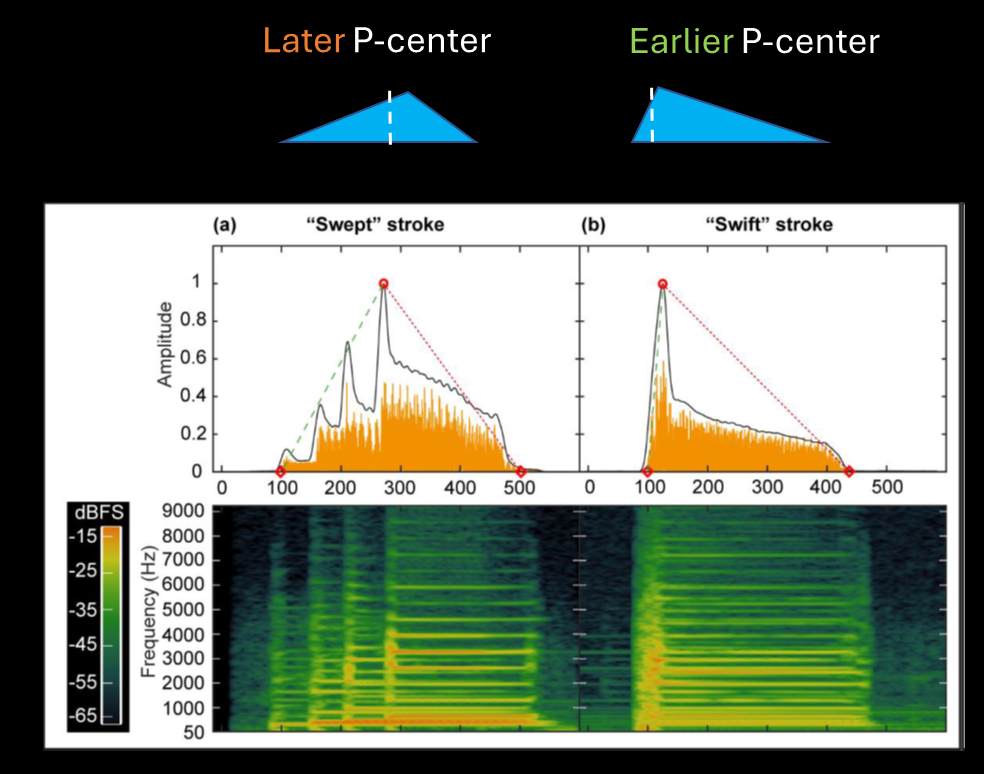 Later P-center
Earlier P-center
(a) “Swept” stroke
(b) “Swift” stroke
Amplitude
1
0.8
0.6
0.4
0.2
0
0 100 200 300 400 500
0 100 200 300 400 500
dBFS
-15
-25
-35
-45
-55
-65
Frequency (Hz)
9000
8000
7000
6000
5000
4000
3000
2000
1000
50